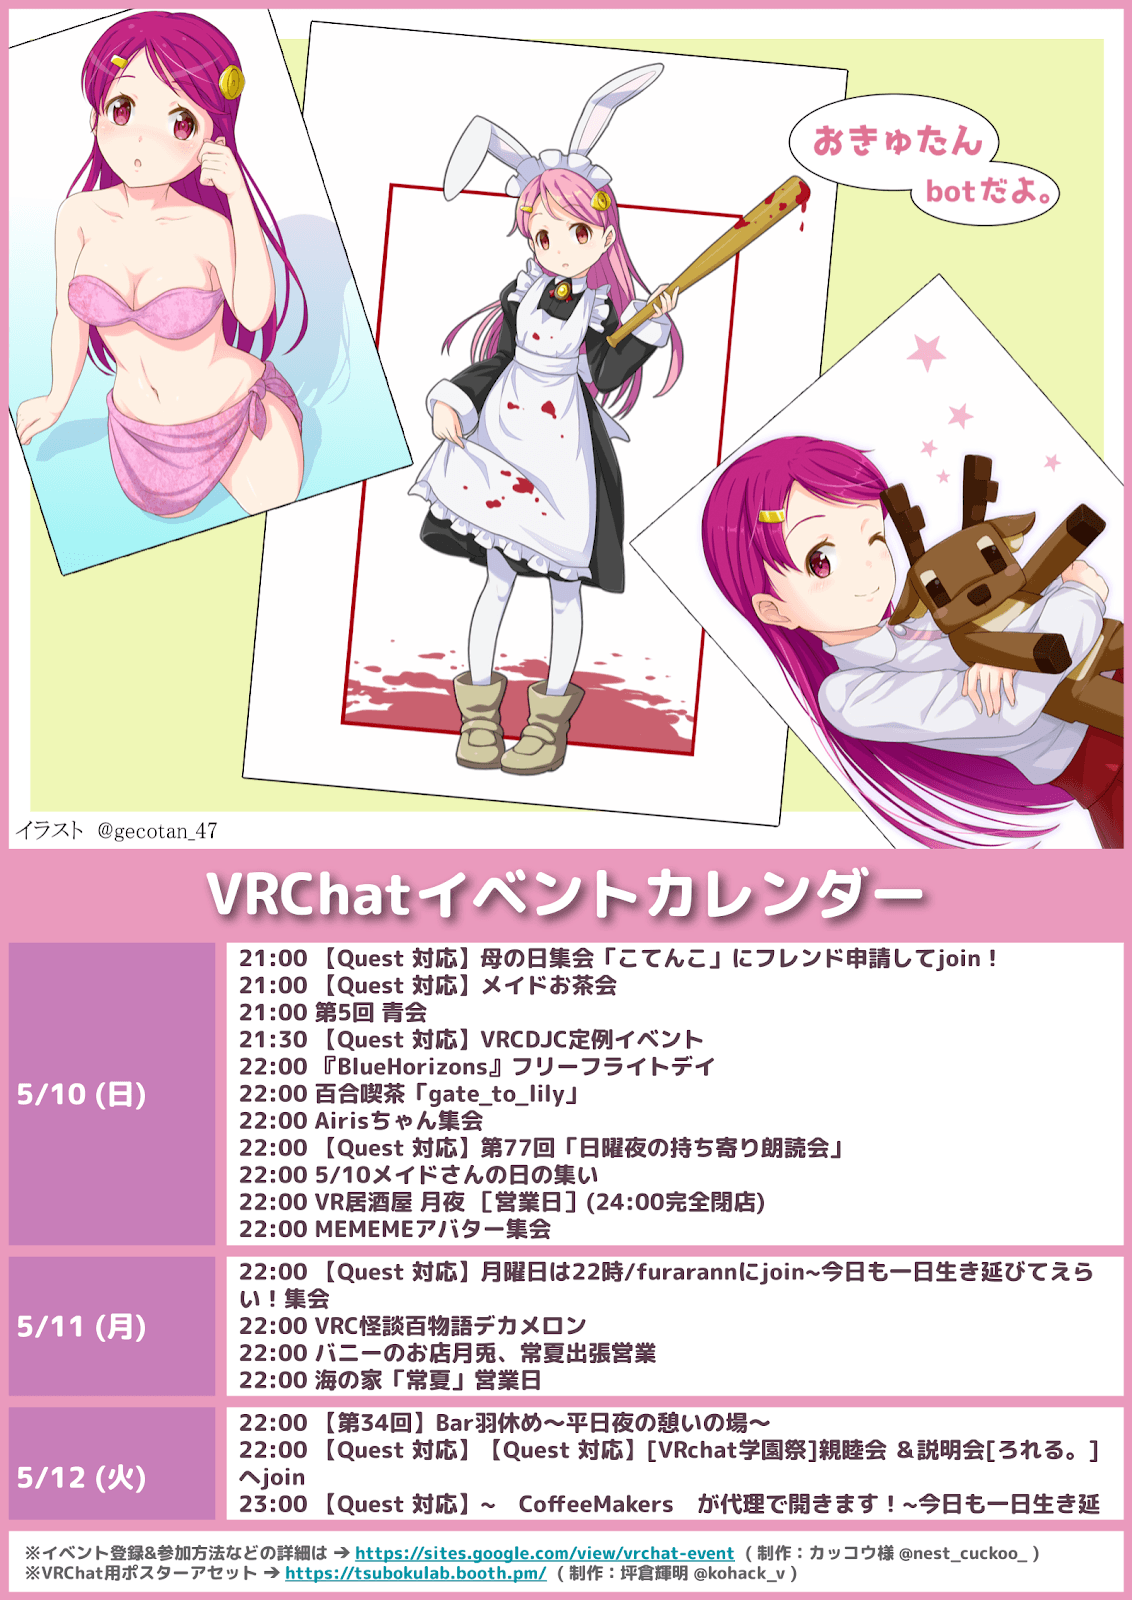 おきゅたん
botだよ。
イラスト @gecotan_47
VRChatイベントカレンダー
5/10 (日)
21:00 【Quest 対応】母の日集会「こてんこ」にフレンド申請してjoin！
21:00 【Quest 対応】メイドお茶会
21:00 第5回 青会
21:30 【Quest 対応】VRCDJC定例イベント
22:00 『BlueHorizons』フリーフライトデイ
22:00 百合喫茶「gate_to_lily」
22:00 Airisちゃん集会
22:00 【Quest 対応】第77回「日曜夜の持ち寄り朗読会」
22:00 5/10メイドさんの日の集い
22:00 VR居酒屋 月夜 ［営業日］(24:00完全閉店)
22:00 MEMEMEアバター集会
5/11 (月)
22:00 【Quest 対応】月曜日は22時/furarannにjoin~今日も一日生き延びてえら
い！集会
22:00 VRC怪談百物語デカメロン
22:00 バニーのお店月兎、常夏出張営業
22:00 海の家「常夏」営業日
5/12 (火)
22:00 【第34回】Bar羽休め〜平日夜の憩いの場〜
22:00 【Quest 対応】【Quest 対応】[VRchat学園祭]親睦会 ＆説明会[ろれる。]
へjoin
23:00 【Quest 対応】~　CoffeeMakers　が代理で開きます！~今日も一日生き延
※イベント登録&参加方法などの詳細は → https://sites.google.com/view/vrchat-event ( 制作：カッコウ様 @nest_cuckoo_ )
※VRChat用ポスターアセット → https://tsubokulab.booth.pm/ ( 制作：坪倉輝明 @kohack_v )